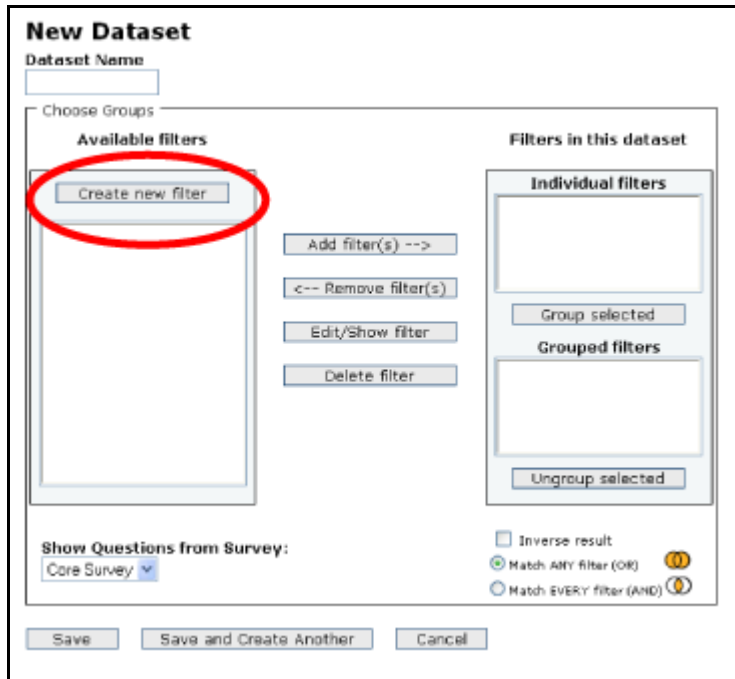 New Dataset
Dataset Name
Choose Groups
Available filters
Filters in this dataset
Create new filter
Individual filters
Add filter(s) -->
<-- Remove filter(s)
Group selected
Edit/Show filter
Grouped filters
Delete filter
Ungroup selected
Show Questions from Survey:
Core Survey
Inverse result
Match ANY filter (OR)
Match EVERY filter (AND)
Save Save and Create Another Cancel